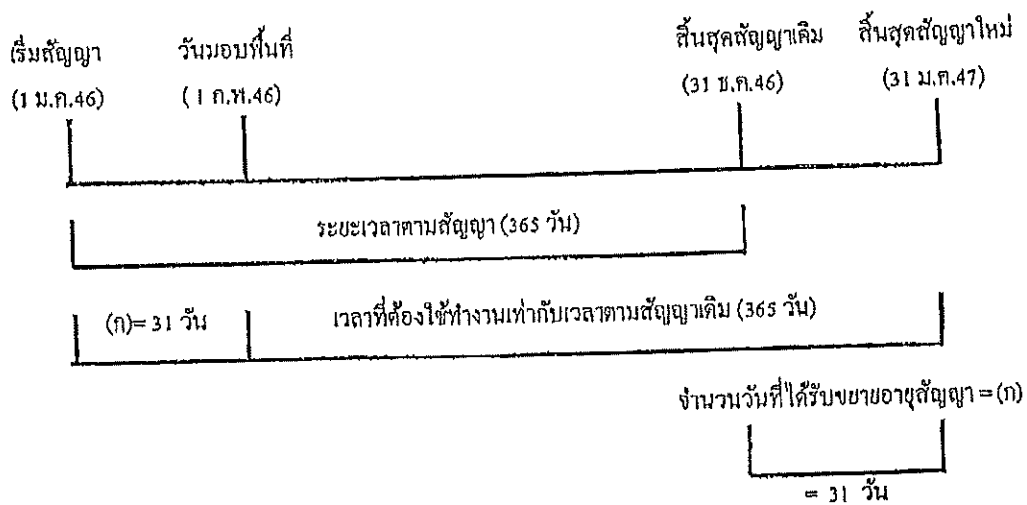 เริ่มสัญญา วันมอบพื้นที่ สิ้นสุดสัญญาเดิม สิ้นสุดสัญญาใหม่
(1 ม.ค.46) (1 ก.พ.46) (31 ธ.ค.46) (31 ม.ค.47)
ระยะเวลาตามสัญญา (365 วัน)
(ก)= 31 วัน เวลาที่ต้องใช้ทำงานเท่ากับเวลาตามสัญญาเดิม (365 วัน)
จำนวนวันที่ได้รับขยายอายุสัญญา = (ก)
= 31 วัน